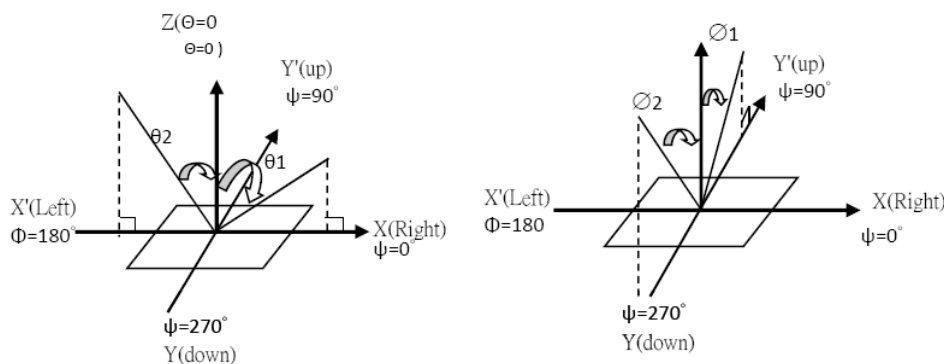 Z(Θ=0
Θ=0 )
Y'(up)
ψ=90°
θ2
θ1
X'(Left)
Φ=180°
X(Right)
ψ=0°
ψ=270°
Y(down)
∅1
Y'(up)
ψ=90°
∅2
X'(Left)
Φ=180
X(Right)
ψ=0°
ψ=270°
Y(down)